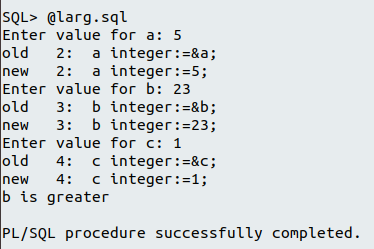 SQL> @larg.sql
Enter value for a: 5
old   2:  a integer:=&a;
new   2:  a integer:=5;
Enter value for b: 23
old   3:  b integer:=&b;
new   3:  b integer:=23;
Enter value for c: 1
old   4:  c integer:=&c;
new   4:  c integer:=1;
b is greater
PL/SQL procedure successfully completed.